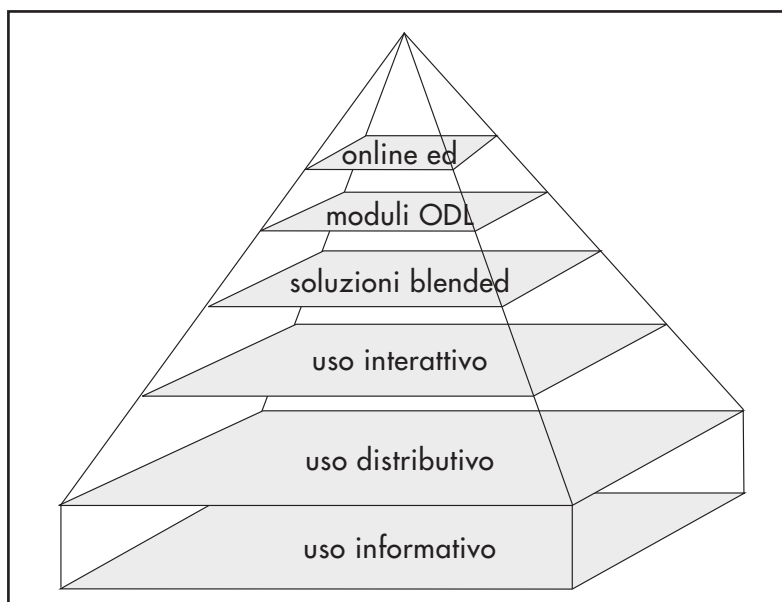 online ed
moduli ODL
soluzioni blended
uso interattivo
uso distributivo
uso informativo